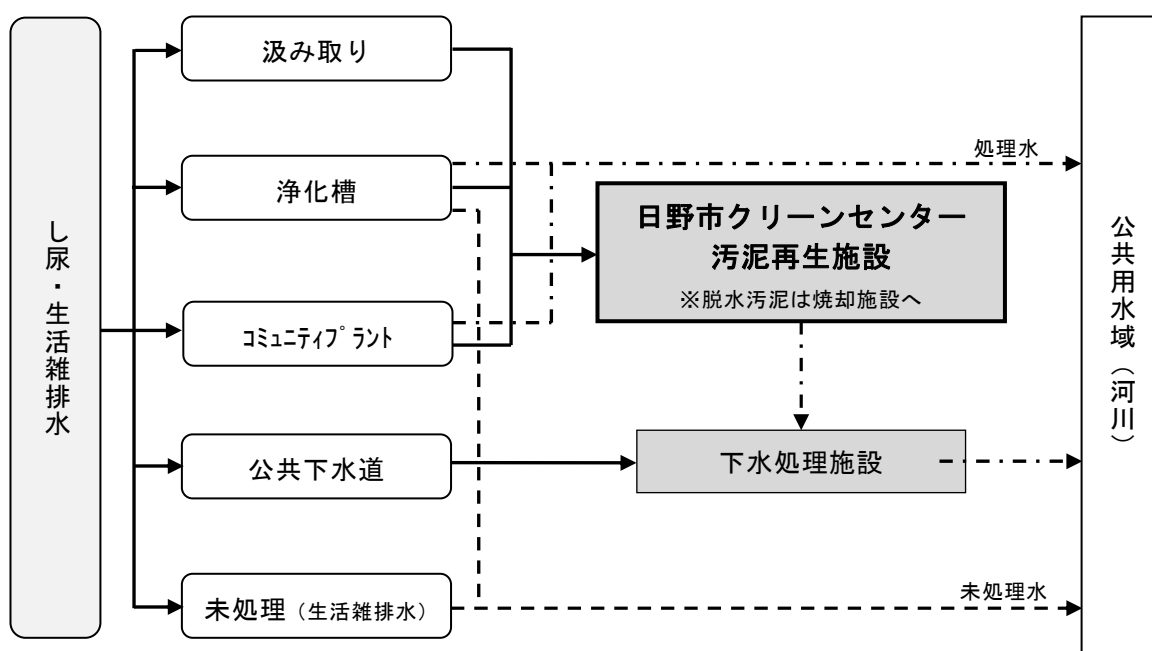 し尿・生活雑排水
汲み取り
浄化槽
コミュニティプラント
公共下水道
未処理（生活雑排水）
処理水
日野市クリーンセンター
汚泥再生施設
※脱水汚泥は焼却施設へ
下水処理施設
未処理水
公共用水域（河川）